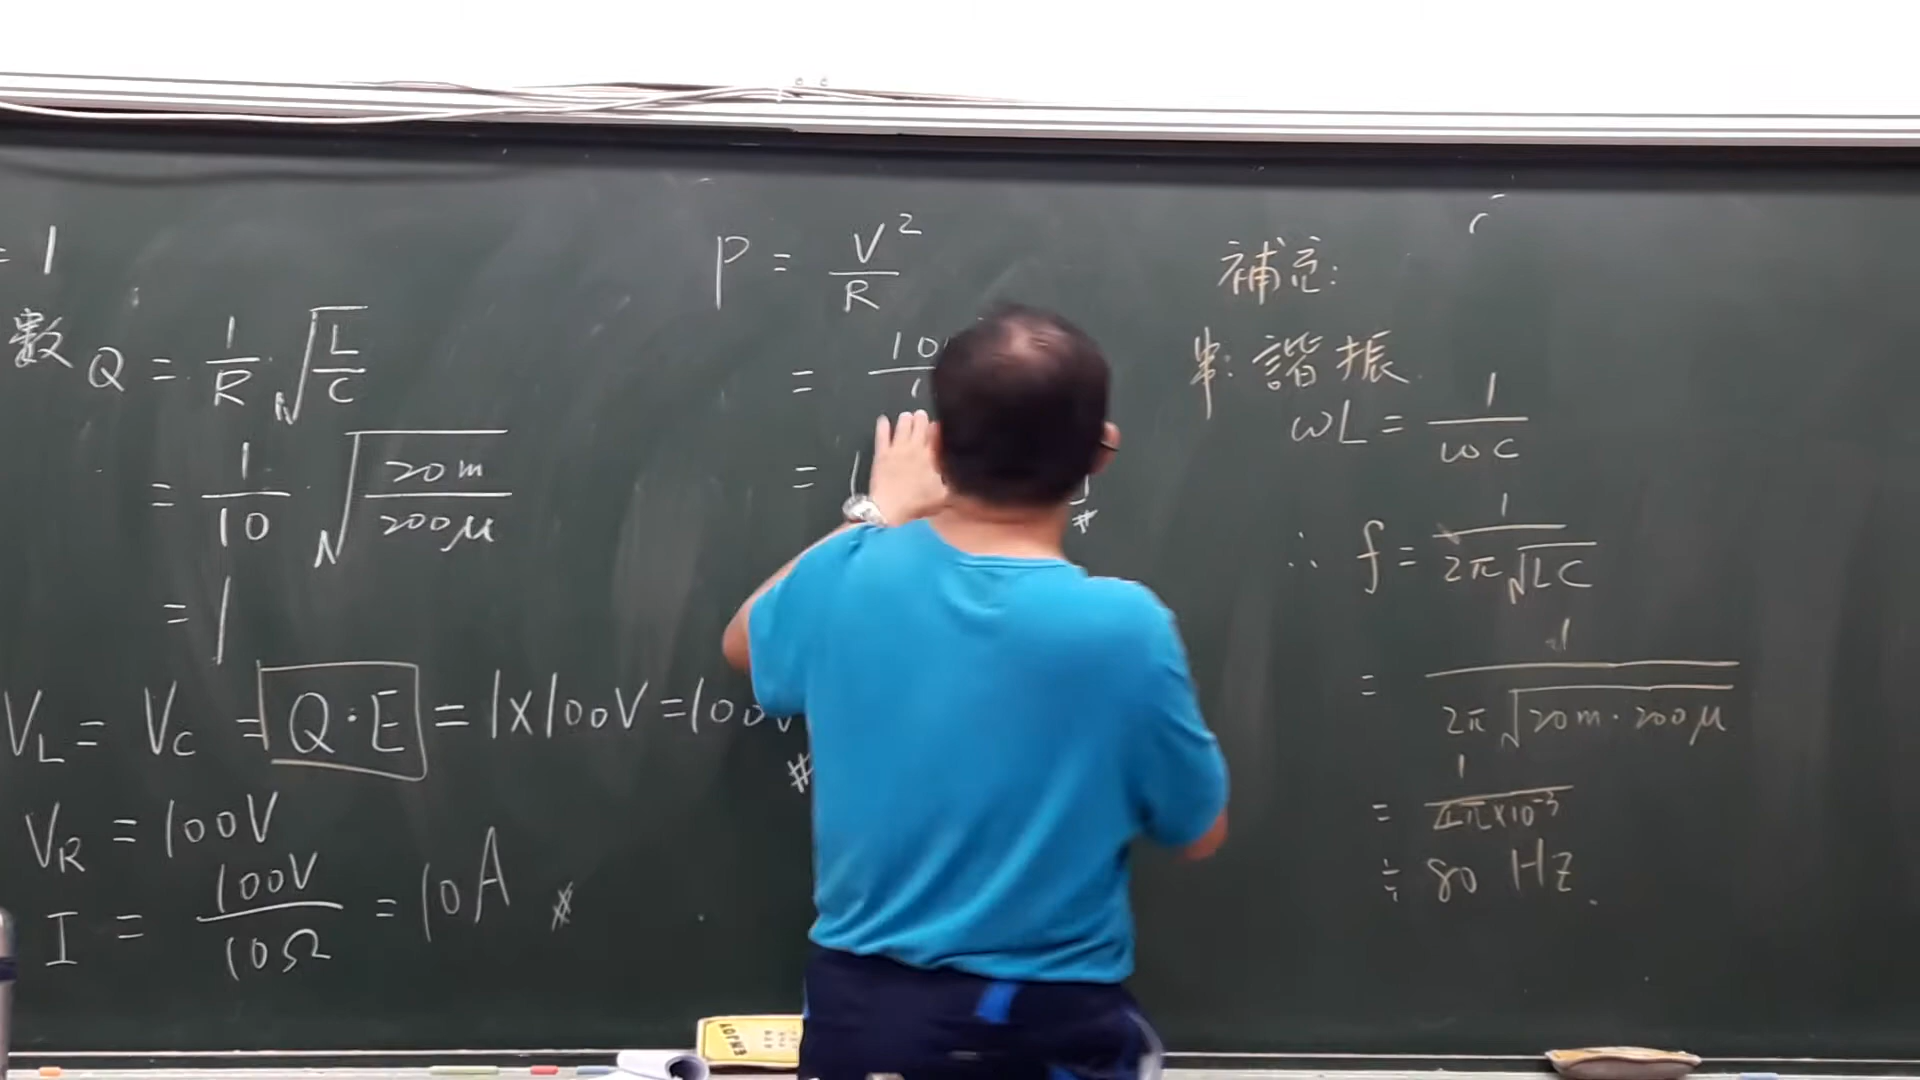 = 1
數 Q = 1/R · √(L/C)
= 1/10 · √(20m/200μ)
= 1
V_L = V_C = Q·E = 1×100V = 100V #
V_R = 100V
I = 100V/10Ω = 10A #
P = V²/R
=
=
#
補充:
串: 諧振
ωL = 1/ωC
∴ f = 1/(2π√LC)
= 1/(2π√(20m·200μ))
= 1/(4π×10⁻³)
≒ 80 Hz.
ENJOY